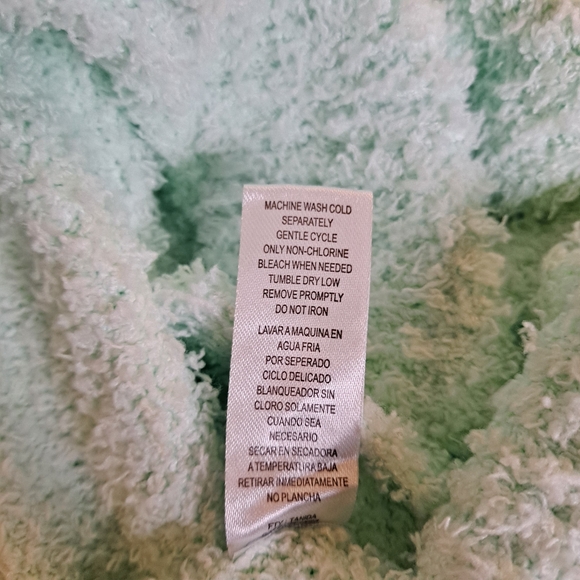 MACHINE WASH COLD
SEPARATELY
GENTLE CYCLE
ONLY NON-CHLORINE
BLEACH WHEN NEEDED
TUMBLE DRY LOW
REMOVE PROMPTLY
DO NOT IRON
LAVAR A MAQUINA EN
AGUA FRIA
POR SEPERADO
CICLO DELICADO
BLANQUEADOR SIN
CLORO SOLAMENTE
CUANDO SEA
NECESARIO
SECAR EN SECADORA
A TEMPERATURA BAJA
RETIRAR INMEDIATAMENTE
NO PLANCHA